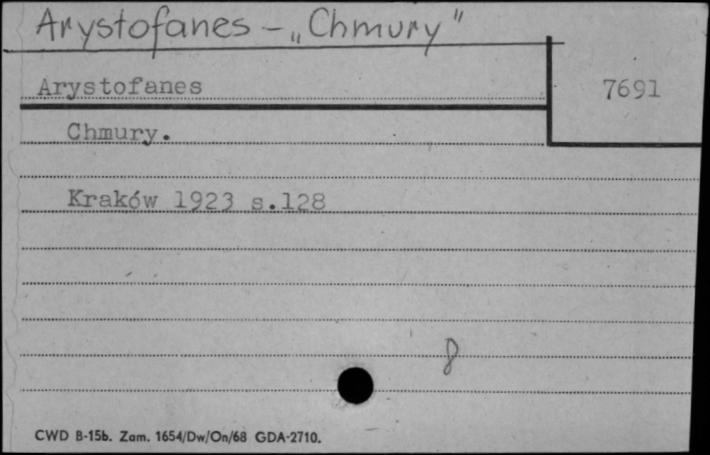 Arystofanes – „Chmury"
Arystofanes
7691
Chmury.
Kraków 1923 s.128
8
CWD B-15b. Zam. 1654/Dw/On/68 GDA-2710.